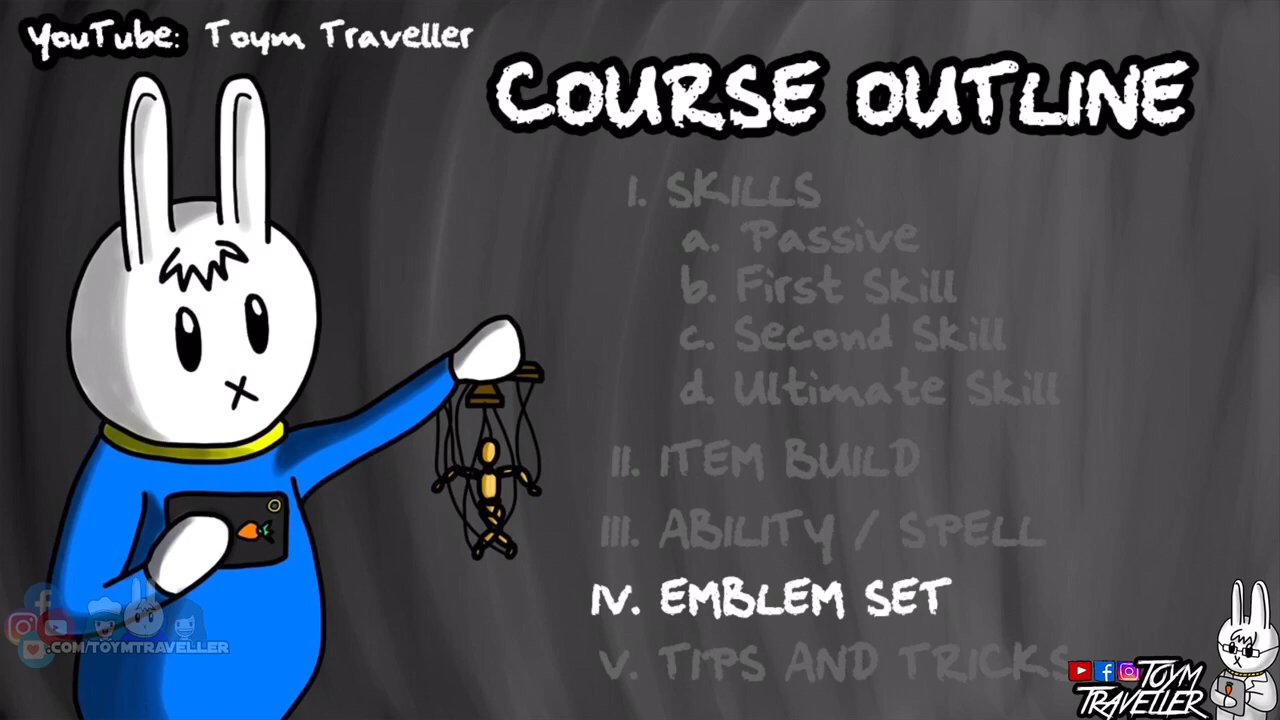 YouTube: Toym Traveller
COURSE OUTLINE
I. SKILLS
a. Passive
b. First Skill
c. Second Skill
d. Ultimate Skill
II. ITEM BUILD
III. ABILITY / SPELL
IV. EMBLEM SET
V. TIPS AND TRICKS
.COM/TOYMTRAVELLER
TOYM
TRAVELLER